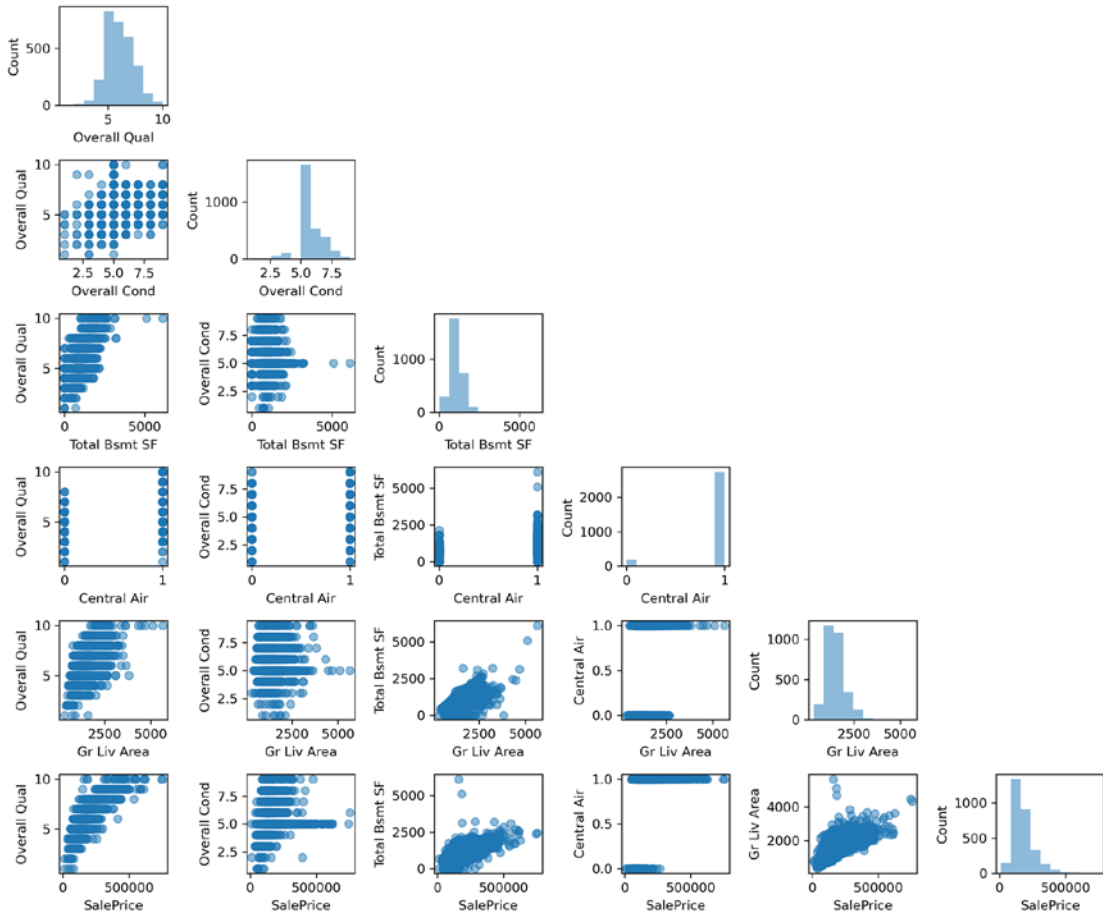 Count
500
0
5 10
Overall Qual
Overall Qual
10
5
2.5 5.0 7.5
Overall Cond
Count
1000
0
2.5 5.0 7.5
Overall Cond
Overall Qual
10
5
0 5000
Total Bsmt SF
Overall Cond
7.5
5.0
2.5
0 5000
Total Bsmt SF
Count
1000
0
0 5000
Total Bsmt SF
Overall Qual
10
5
0 1
Central Air
Overall Cond
7.5
5.0
2.5
0 1
Central Air
Total Bsmt SF
5000
2500
0
0 1
Central Air
Count
2000
1000
0
0 1
Central Air
Overall Qual
10
5
2500 5000
Gr Liv Area
Overall Cond
7.5
5.0
2.5
2500 5000
Gr Liv Area
Total Bsmt SF
5000
2500
0
2500 5000
Gr Liv Area
Central Air
1.0
0.5
0.0
2500 5000
Gr Liv Area
Count
1000
500
0
2500 5000
Gr Liv Area
Overall Qual
10
5
0 500000
SalePrice
Overall Cond
7.5
5.0
2.5
0 500000
SalePrice
Total Bsmt SF
5000
2500
0
0 500000
SalePrice
Central Air
1.0
0.5
0.0
0 500000
SalePrice
Gr Liv Area
4000
2000
0 500000
SalePrice
Count
1000
500
0
0 500000
SalePrice